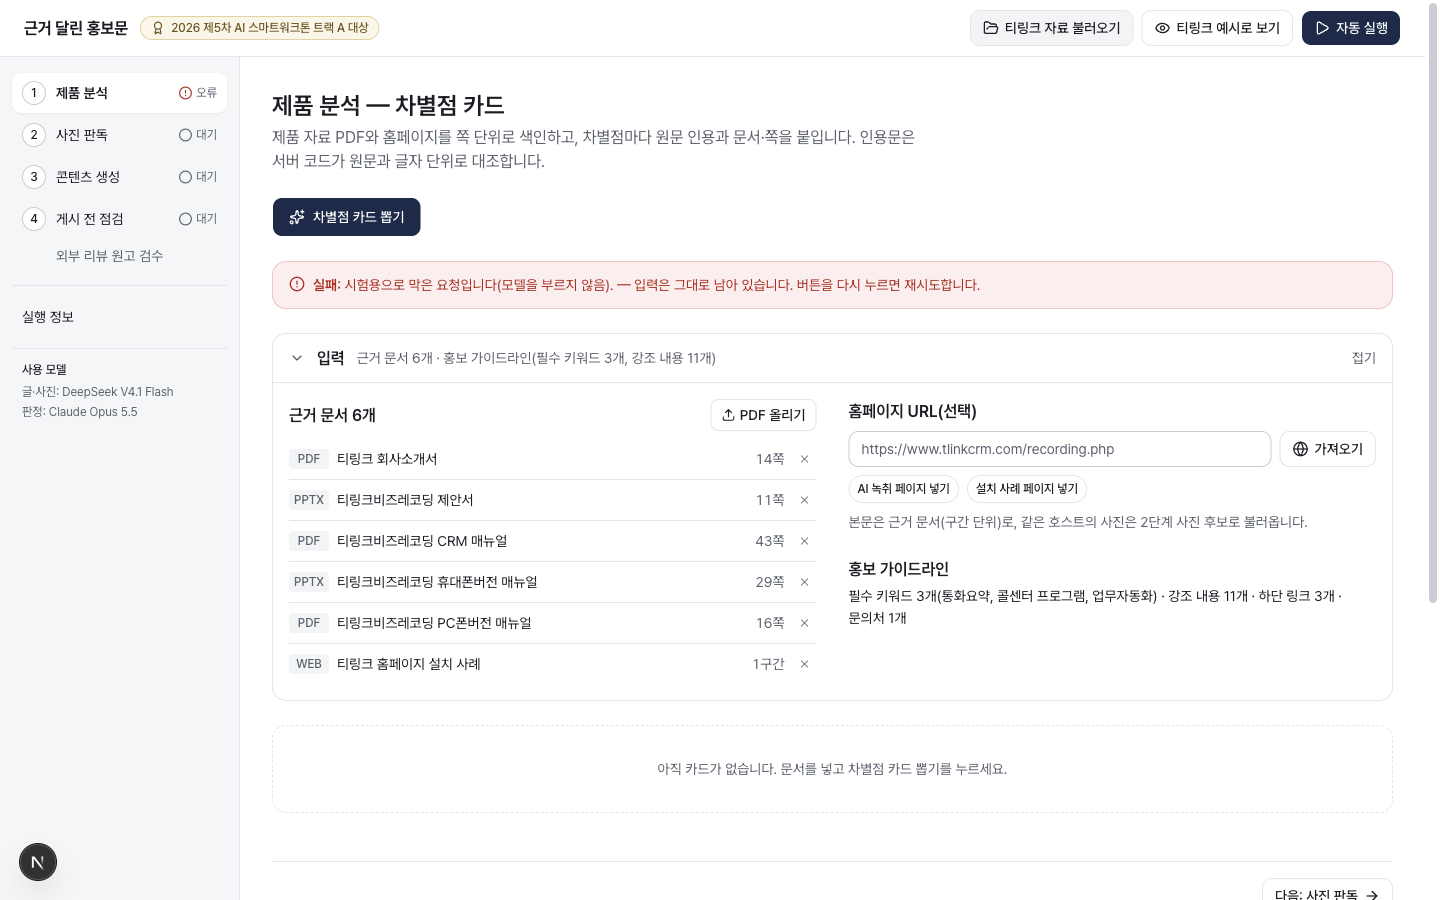 근거 달린 홍보문
2026 제5차 AI 스마트워크톤 트랙 A 대상
티링크 자료 불러오기
티링크 예시로 보기
자동 실행
1 제품 분석 오류
2 사진 판독 대기
3 콘텐츠 생성 대기
4 게시 전 점검 대기
외부 리뷰 원고 검수
실행 정보
사용 모델
글·사진: DeepSeek V4.1 Flash
판정: Claude Opus 5.5
제품 분석 — 차별점 카드
제품 자료 PDF와 홈페이지를 쪽 단위로 색인하고, 차별점마다 원문 인용과 문서·쪽을 붙입니다. 인용문은
서버 코드가 원문과 글자 단위로 대조합니다.
차별점 카드 뽑기
실패: 시험용으로 막은 요청입니다(모델을 부르지 않음). — 입력은 그대로 남아 있습니다. 버튼을 다시 누르면 재시도합니다.
입력 근거 문서 6개 · 홍보 가이드라인(필수 키워드 3개, 강조 내용 11개) 접기
근거 문서 6개
PDF 올리기
PDF 티링크 회사소개서 14쪽 ×
PPTX 티링크비즈레코딩 제안서 11쪽 ×
PDF 티링크비즈레코딩 CRM 매뉴얼 43쪽 ×
PPTX 티링크비즈레코딩 휴대폰버전 매뉴얼 29쪽 ×
PDF 티링크비즈레코딩 PC폰버전 매뉴얼 16쪽 ×
WEB 티링크 홈페이지 설치 사례 1구간 ×
홈페이지 URL(선택)
https://www.tlinkcrm.com/recording.php
가져오기
AI 녹취 페이지 넣기
설치 사례 페이지 넣기
본문은 근거 문서(구간 단위)로, 같은 호스트의 사진은 2단계 사진 후보로 불러옵니다.
홍보 가이드라인
필수 키워드 3개(통화요약, 콜센터 프로그램, 업무자동화) · 강조 내용 11개 · 하단 링크 3개 ·
문의처 1개
아직 카드가 없습니다. 문서를 넣고 차별점 카드 뽑기를 누르세요.
다음: 사진 판독 →
N